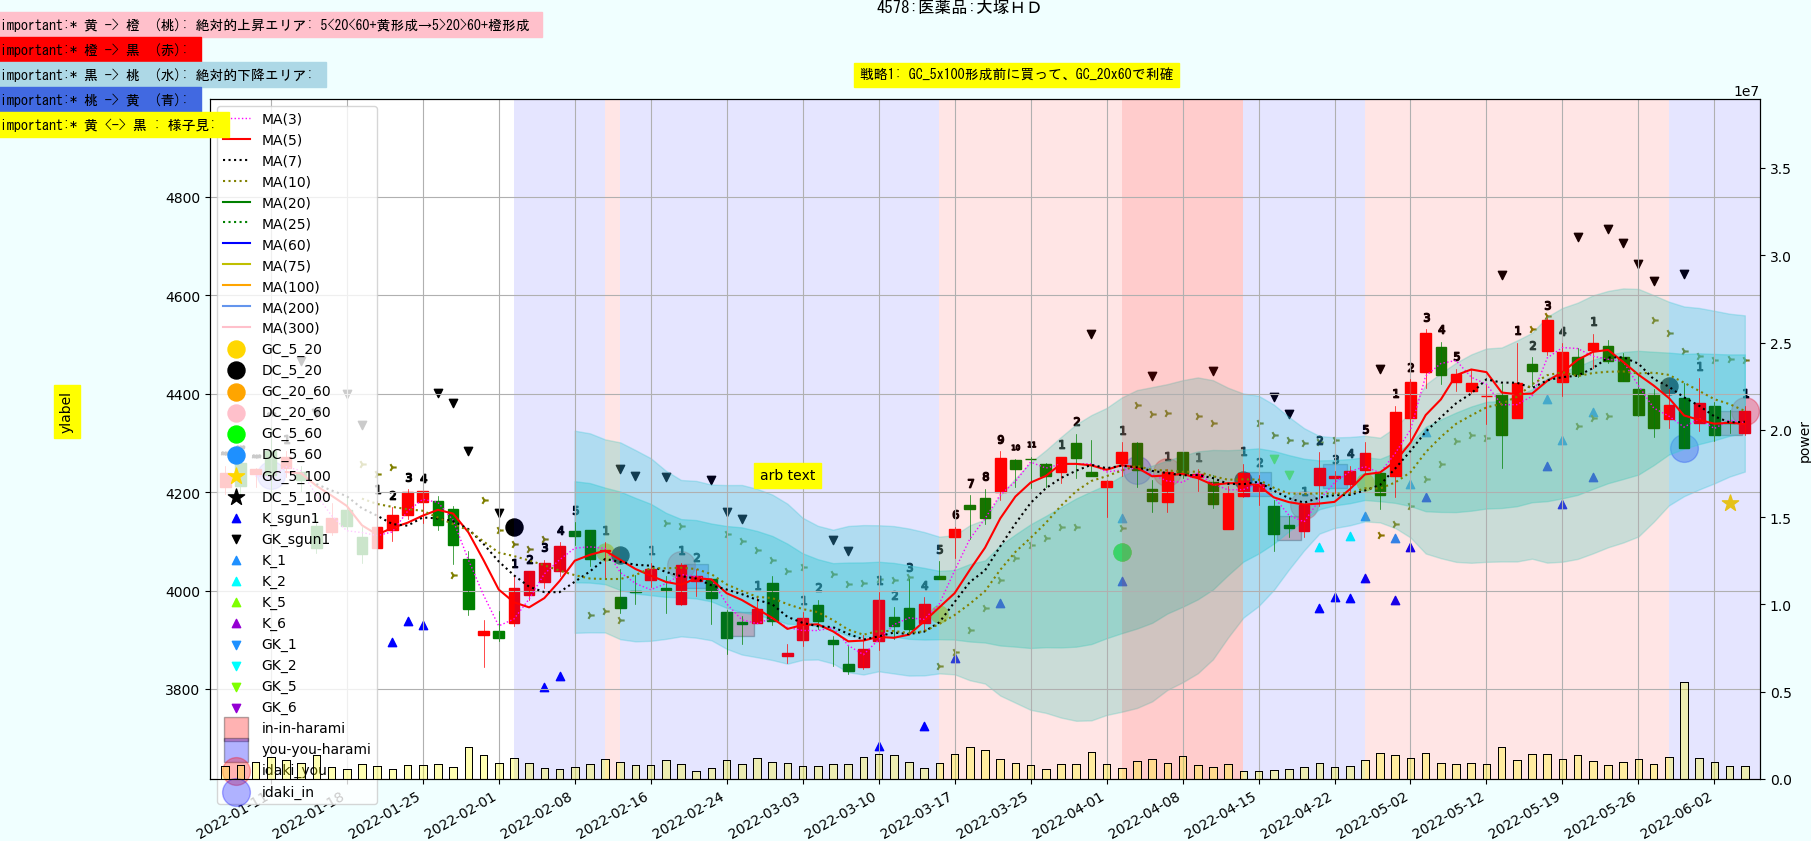 4578:医薬品:大塚ＨＤ
important:* 黄 -> 橙 （桃）: 絶対的上昇エリア: 5<20<60+黄形成→5>20>60+橙形成
important:* 橙 -> 黒 （赤）:
important:* 黒 -> 桃 （水）: 絶対的下降エリア:
important:* 桃 -> 黄 （青）:
important:* 黄 <-> 黒 : 様子見:
戦略1: GC_5x100形成前に買って、GC_20x60で利確
1e7
MA(3)
MA(5)
MA(7)
MA(10)
MA(20)
MA(25)
MA(60)
MA(75)
MA(100)
MA(200)
MA(300)
GC_5_20
DC_5_20
GC_20_60
DC_20_60
GC_5_60
DC_5_60
GC_5_100
DC_5_100
K_sgun1
GK_sgun1
K_1
K_2
K_5
K_6
GK_1
GK_2
GK_5
GK_6
in-in-harami
you-you-harami
idaki_you
idaki_in
4800
4600
4400
4200
4000
3800
ylabel
arb text
3.5
3.0
2.5
2.0
1.5
1.0
0.5
0.0
power
2022-01-11
2022-01-18
2022-01-25
2022-02-01
2022-02-08
2022-02-16
2022-02-24
2022-03-03
2022-03-10
2022-03-17
2022-03-25
2022-04-01
2022-04-08
2022-04-15
2022-04-22
2022-05-02
2022-05-12
2022-05-19
2022-05-26
2022-06-02